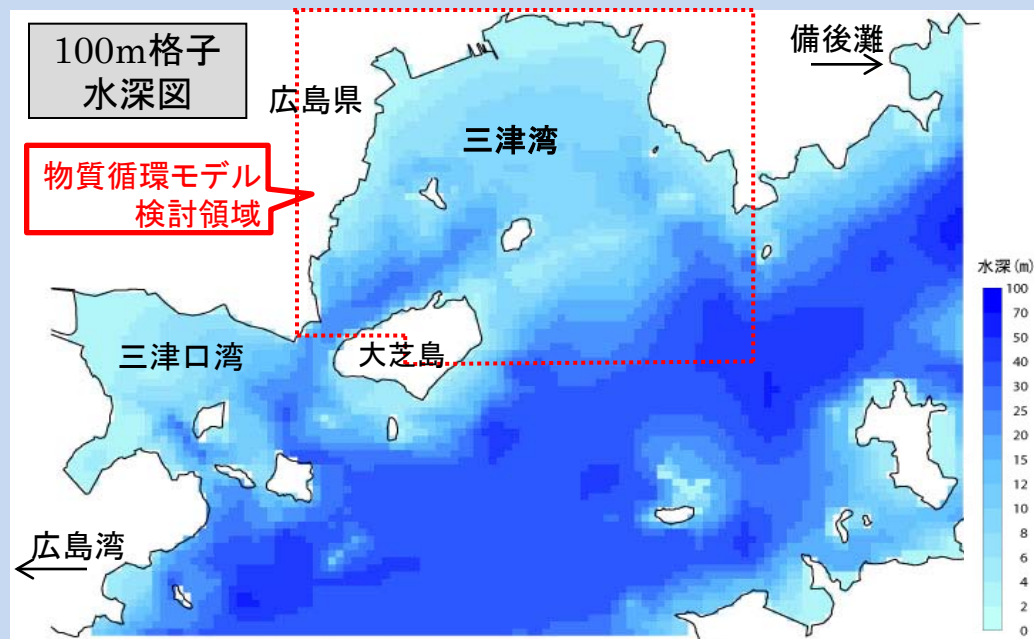 100m格子
水深図
備後灘
広島県
三津湾
物質循環モデル
検討領域
水深(m)
100
70
50
40
30
25
20
15
12
10
8
6
4
2
0
三津口湾
大芝島
広島湾